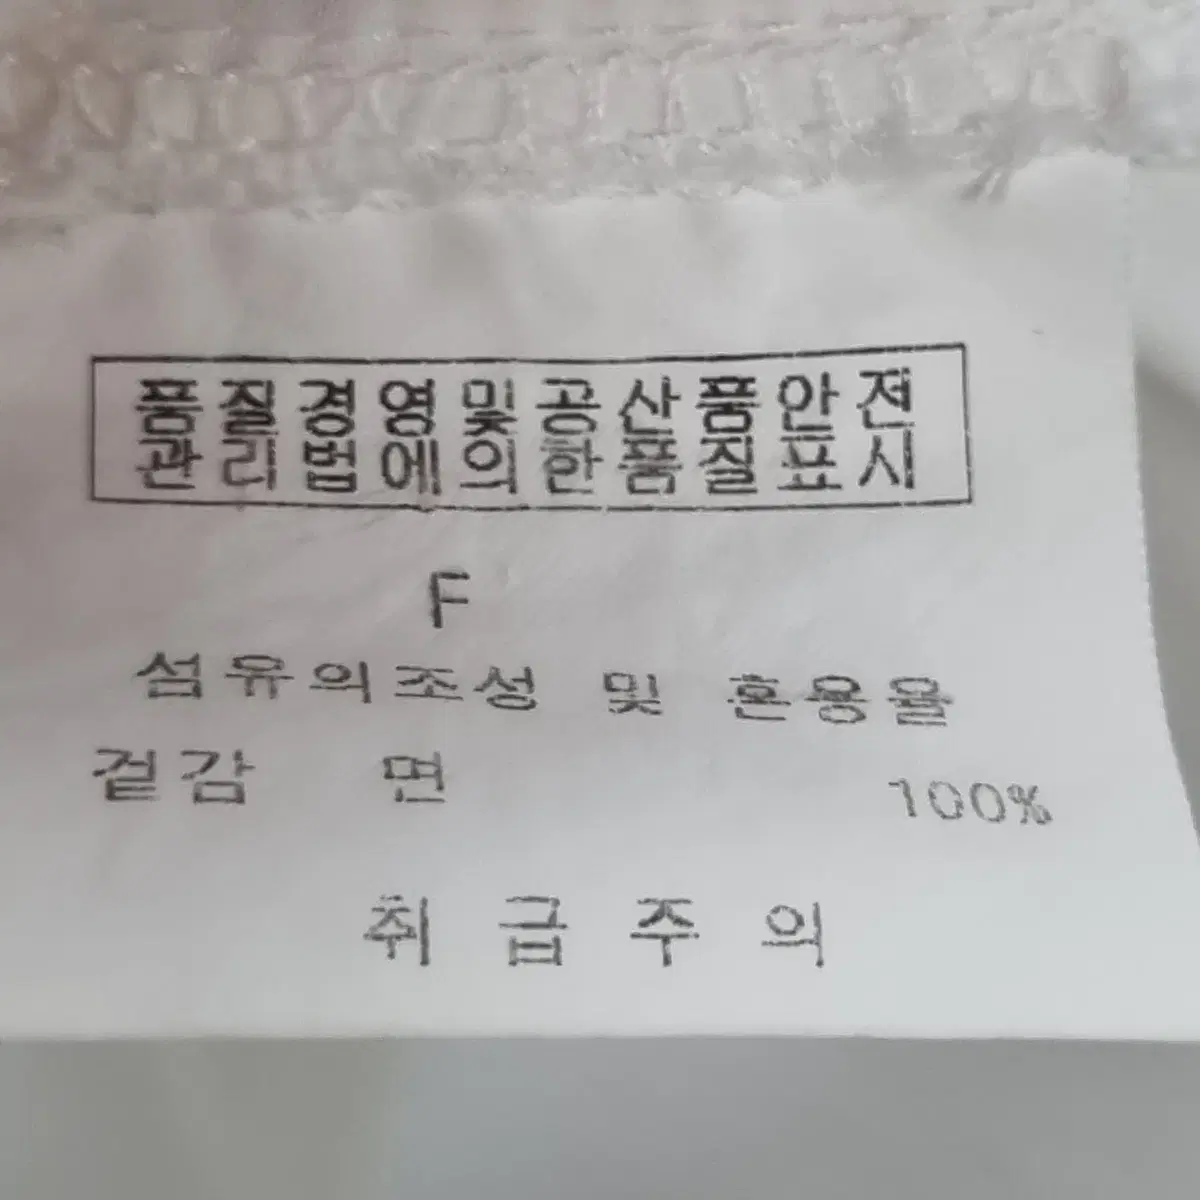 품질경영및공산품안전
관리법에의한품질표시
F
섬유의조성 및 혼용율
겉감 면 100%
취급주의